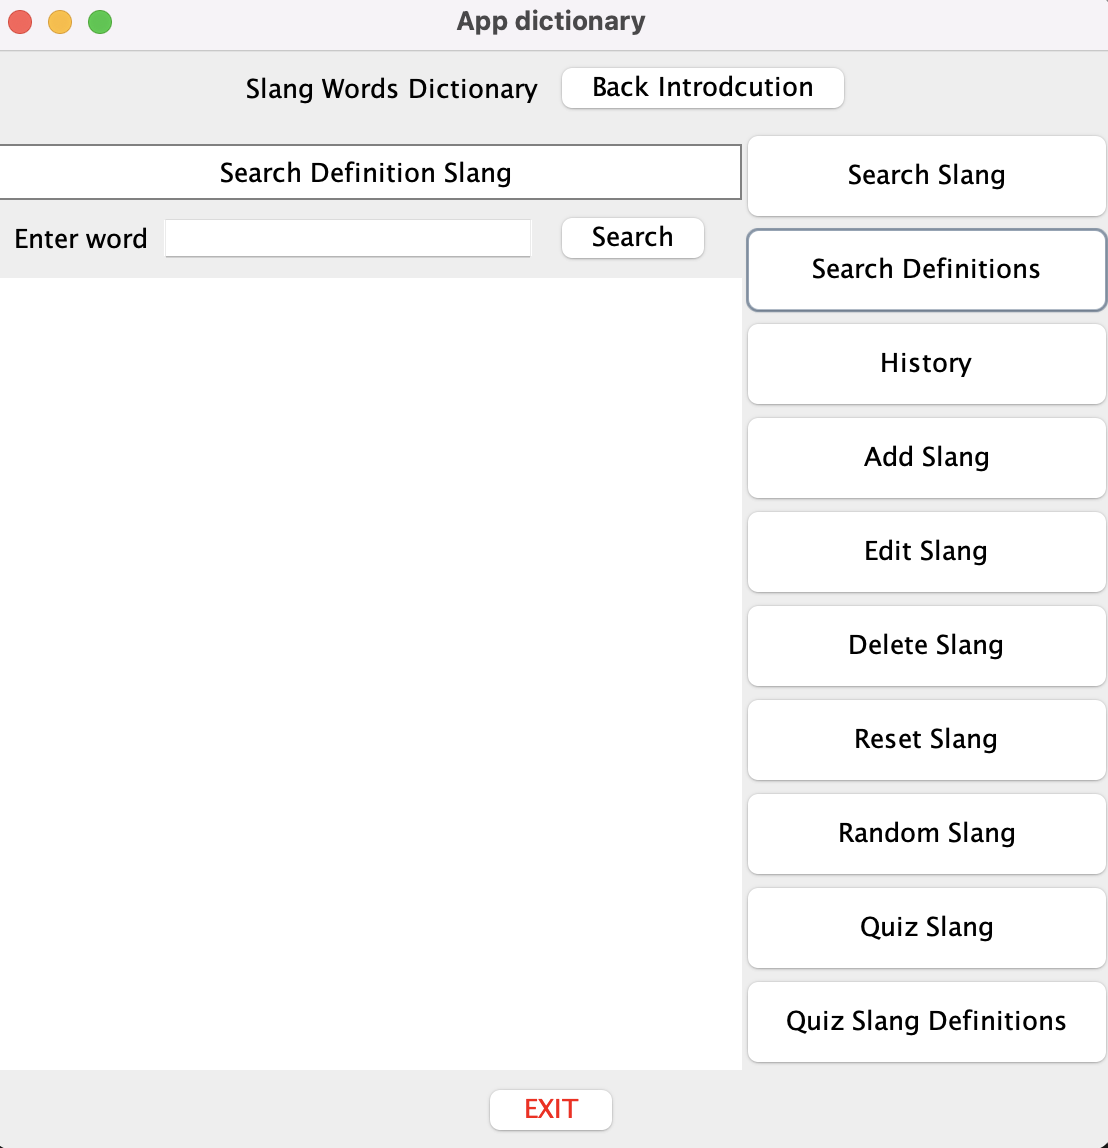 App dictionary
Slang Words Dictionary
Back Introdcution
Search Definition Slang
Enter word
Search
Search Slang
Search Definitions
History
Add Slang
Edit Slang
Delete Slang
Reset Slang
Random Slang
Quiz Slang
Quiz Slang Definitions
EXIT